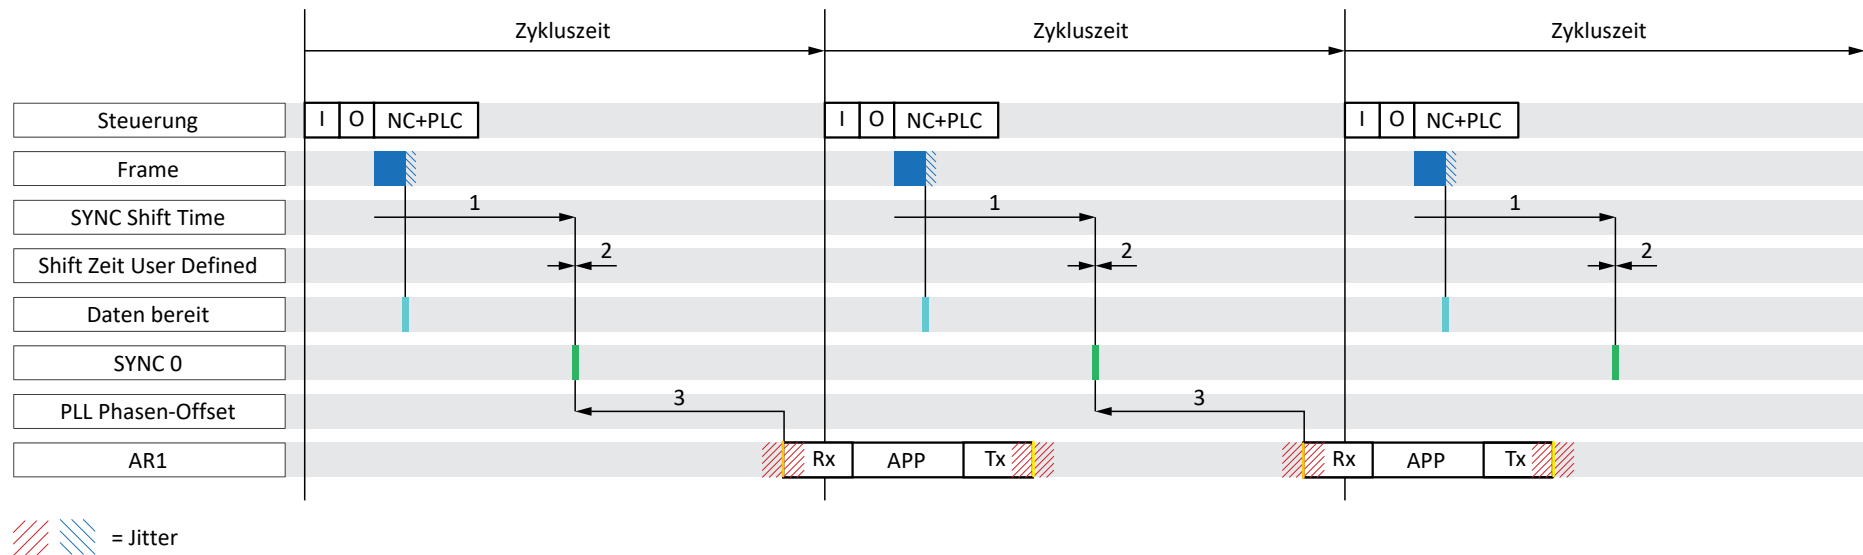 Zykluszeit Zykluszeit Zykluszeit
Steuerung I O NC+PLC I O NC+PLC I O NC+PLC
Frame
SYNC Shift Time 1 1 1
Shift Zeit User Defined 2 2 2
Daten bereit
SYNC 0
PLL Phasen-Offset 3 3
AR1 Rx APP Tx Rx APP Tx
= Jitter